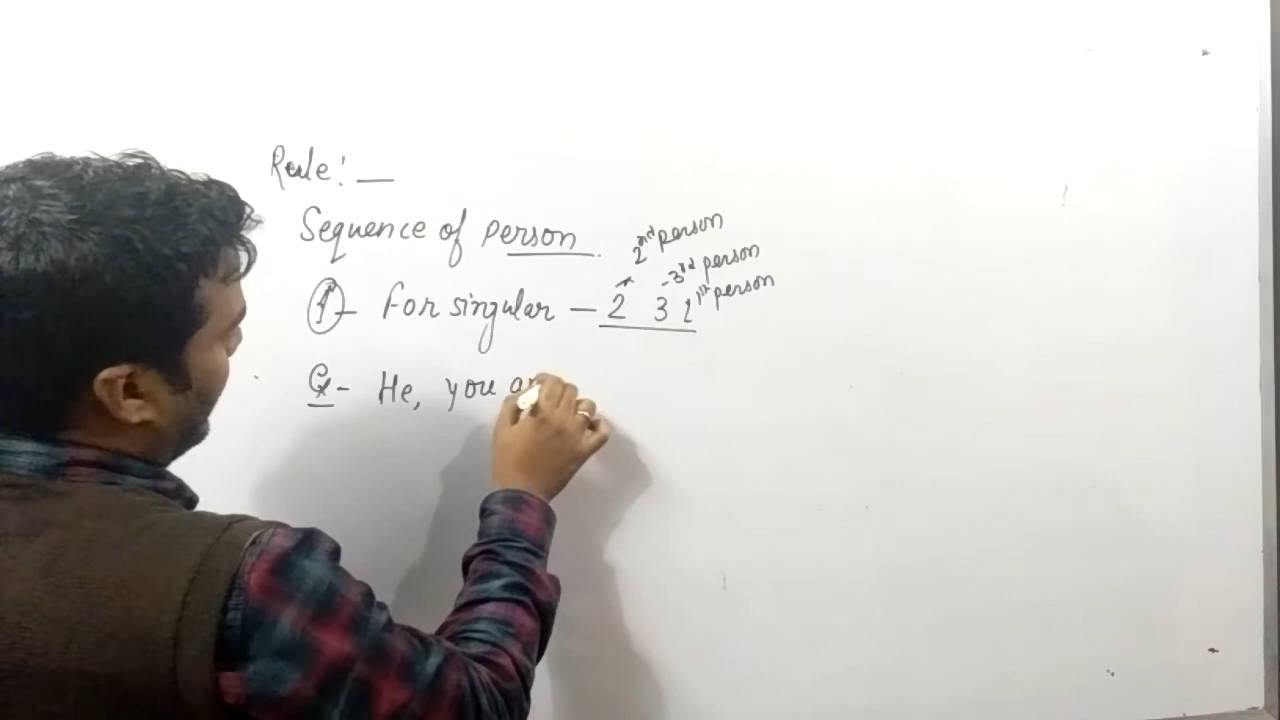 Rule:—
Sequence of person.
1- For singular - 2 3 1
2nd person
3rd person
1st person
He, you